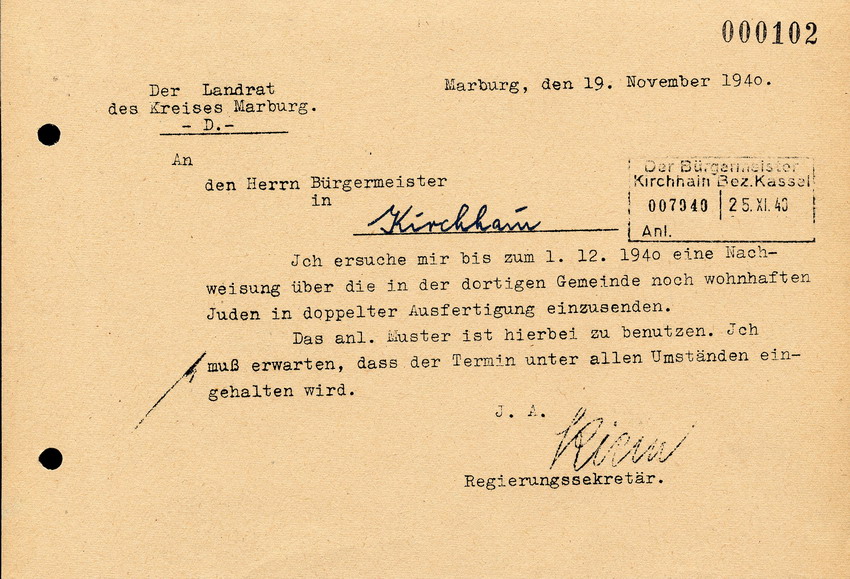 000102
Der Landrat
des Kreises Marburg.
- D.-
Marburg, den 19. November 1940.
An
den Herrn Bürgermeister
in
Kirchhain
Der Bürgermeister
Kirchhain Bez.Kassel
007940 25.XI.40
Anl.
Jch ersuche mir bis zum 1. 12. 1940 eine Nach-
weisung über die in der dortigen Gemeinde noch wohnhaften
Juden in doppelter Ausfertigung einzusenden.
Das anl. Muster ist hierbei zu benutzen. Jch
muß erwarten, dass der Termin unter allen Umständen ein-
gehalten wird.
J. A.
Regierungssekretär.